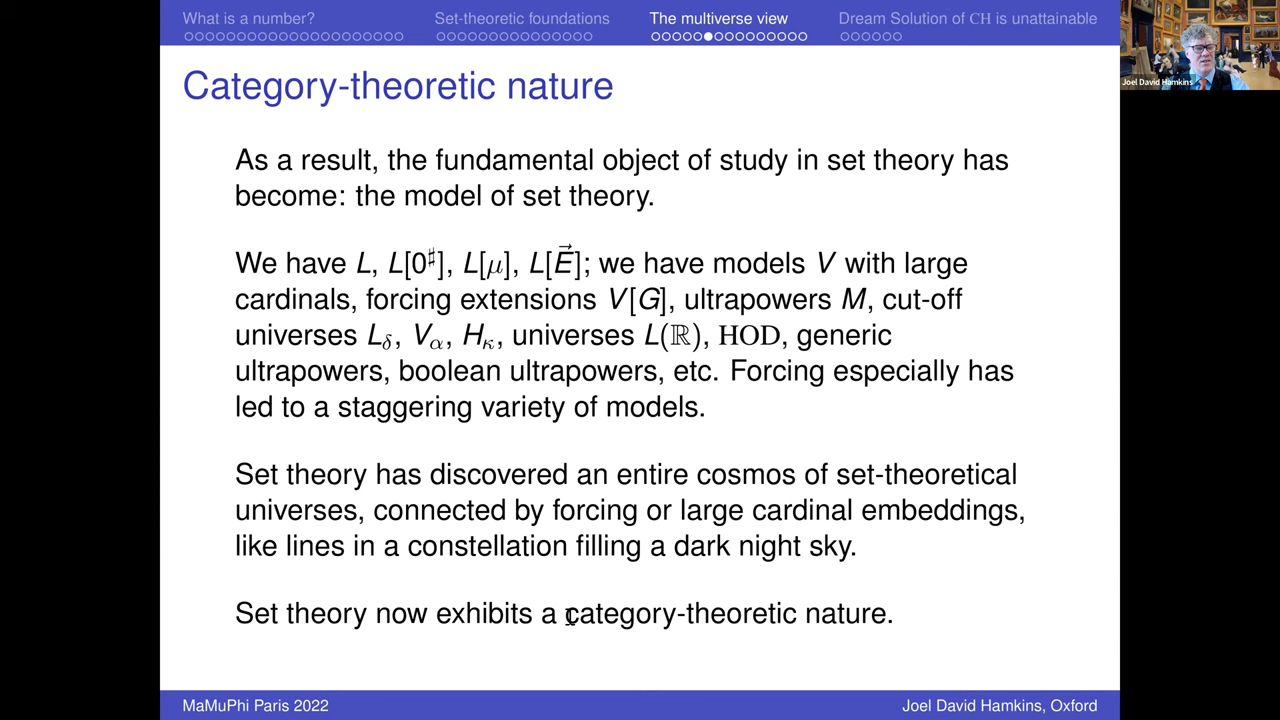 What is a number? Set-theoretic foundations The multiverse view Dream Solution of CH is unattainable
Joel David Hamkins
Category-theoretic nature
As a result, the fundamental object of study in set theory has
become: the model of set theory.
We have L, L[0♯], L[μ], L[E⃗]; we have models V with large
cardinals, forcing extensions V[G], ultrapowers M, cut-off
universes Lδ, Vα, Hκ, universes L(ℝ), HOD, generic
ultrapowers, boolean ultrapowers, etc. Forcing especially has
led to a staggering variety of models.
Set theory has discovered an entire cosmos of set-theoretical
universes, connected by forcing or large cardinal embeddings,
like lines in a constellation filling a dark night sky.
Set theory now exhibits a category-theoretic nature.
MaMuPhi Paris 2022 Joel David Hamkins, Oxford